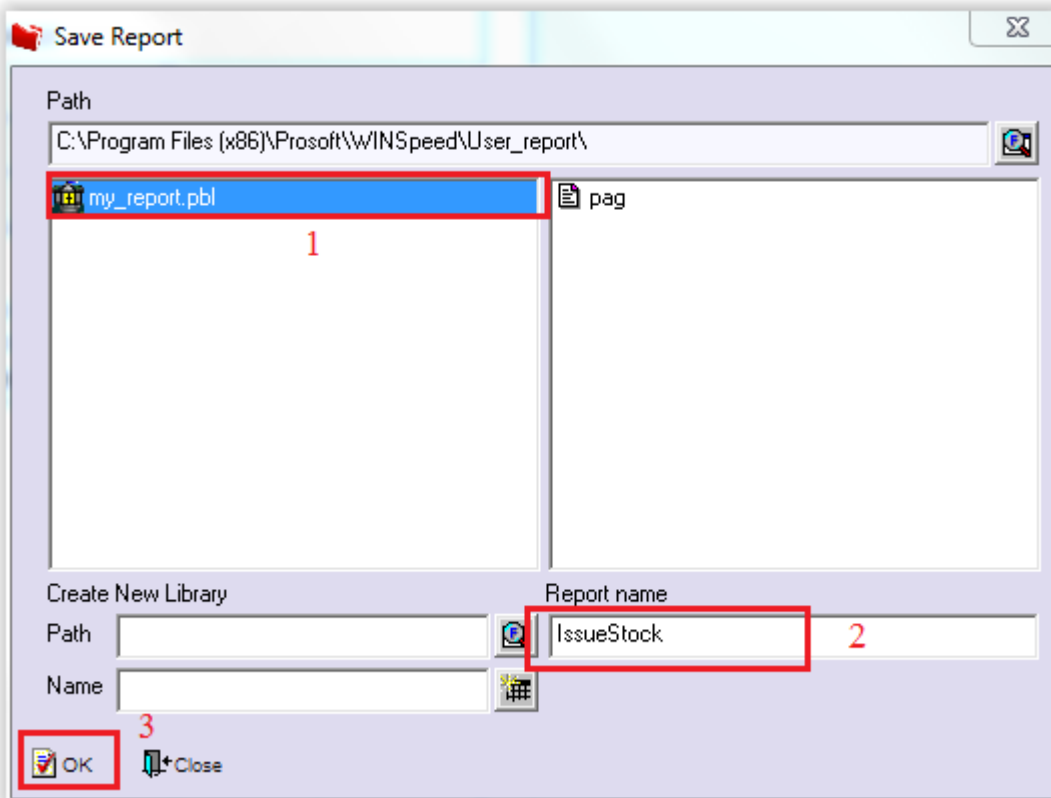 Save Report
Path
C:\Program Files (x86)\Prosoft\\WINSpeed\User_report\
my_report.pbl
pag
1
Create New Library
Report name
Path
IssueStock
2
Name
3
OK
Close